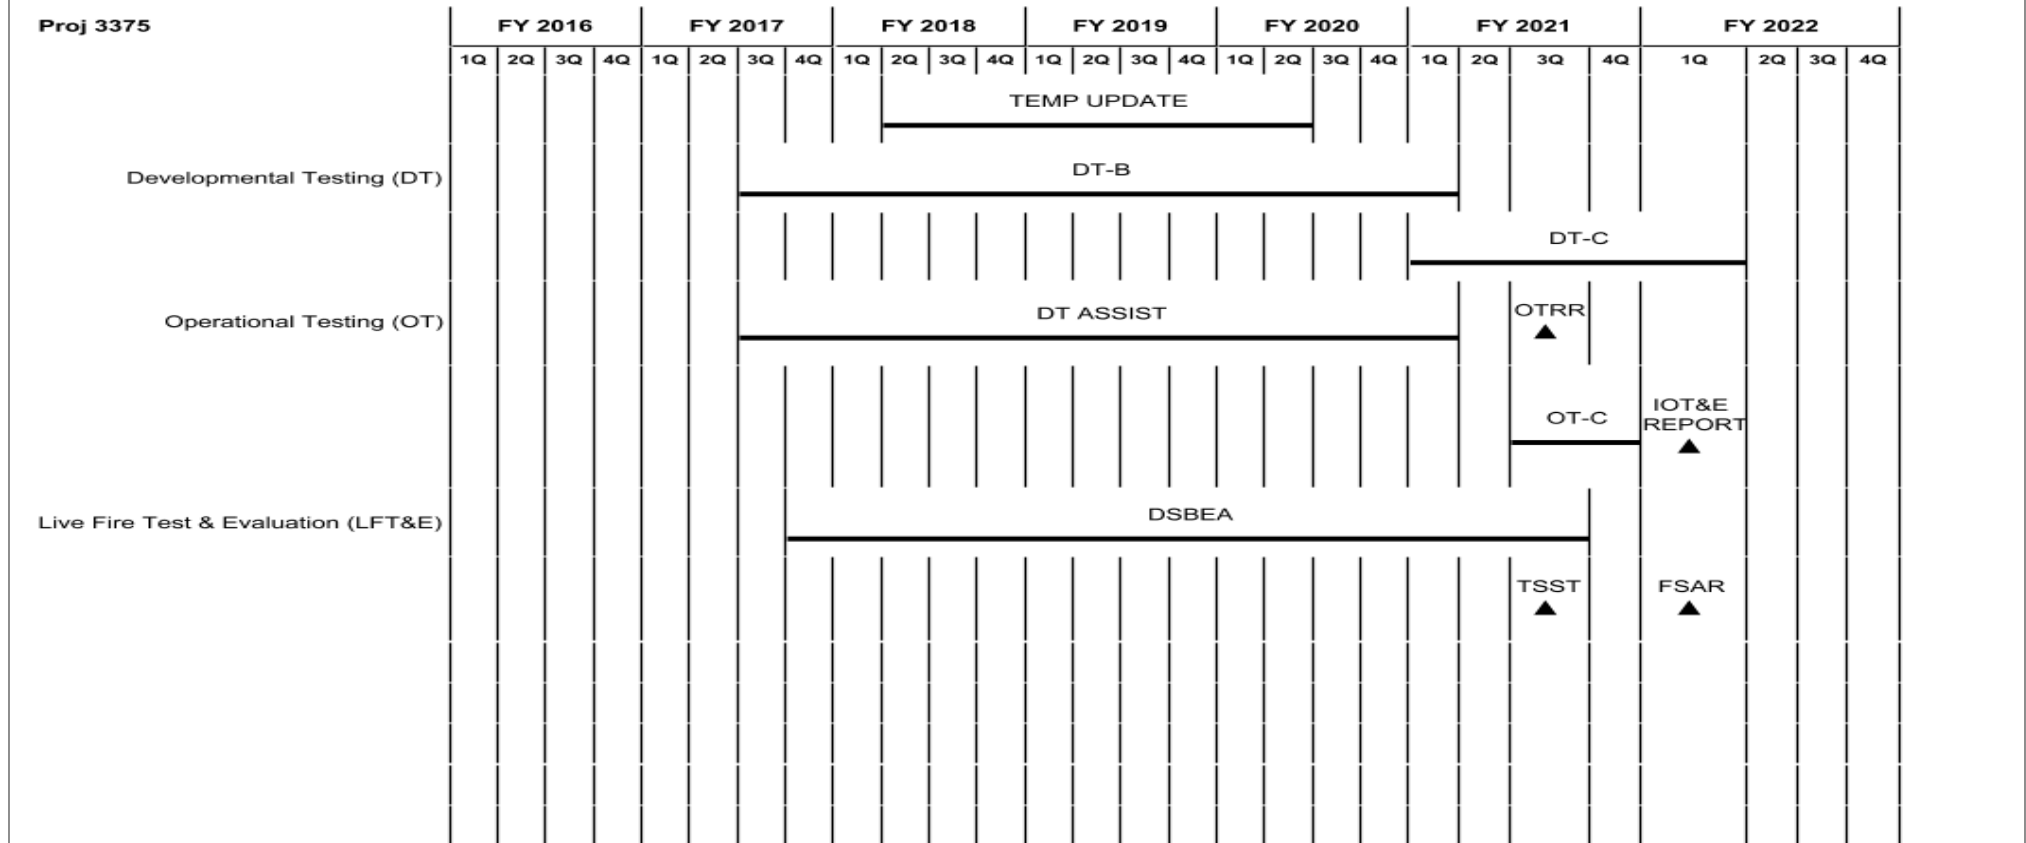 Proj 3375 FY 2016 FY 2017 FY 2018 FY 2019 FY 2020 FY 2021 FY 2022
1Q 2Q 3Q 4Q 1Q 2Q 3Q 4Q 1Q 2Q 3Q 4Q 1Q 2Q 3Q 4Q 1Q 2Q 3Q 4Q 1Q 2Q 3Q 4Q 1Q 2Q 3Q 4Q
TEMP UPDATE
Developmental Testing (DT) DT-B
DT-C
Operational Testing (OT) DT ASSIST OTRR
OT-C IOT&E
REPORT
Live Fire Test & Evaluation (LFT&E) DSBEA
TSST FSAR